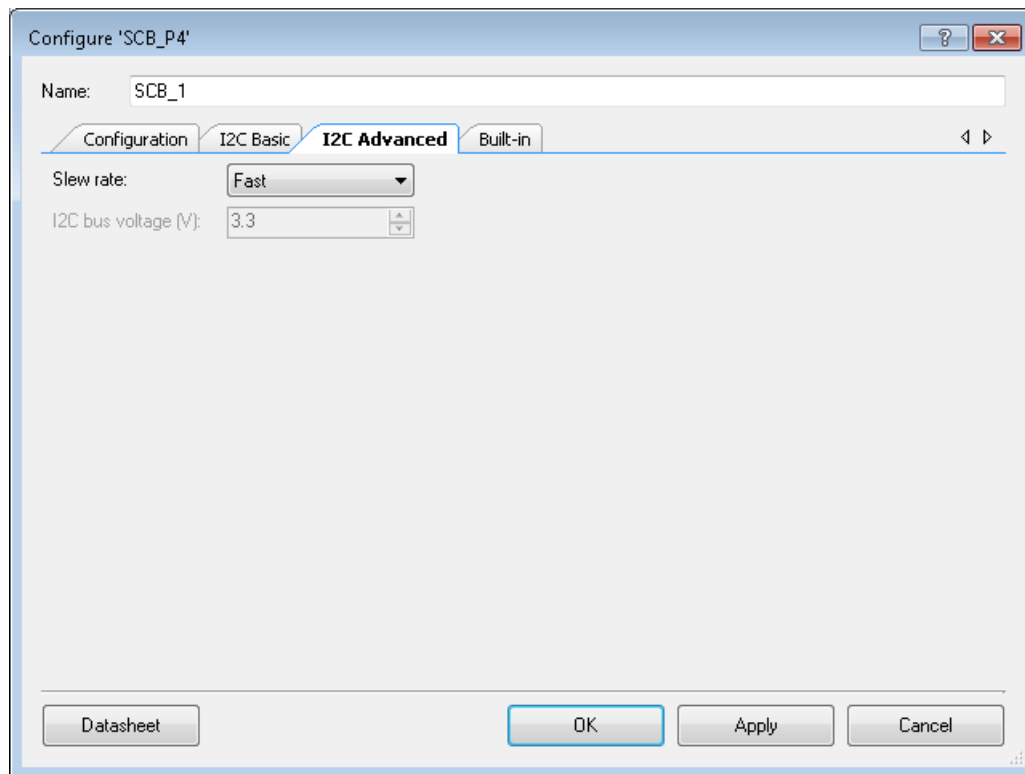 Configure 'SCB_P4'
?
Name: SCB_1
Configuration I2C Basic I2C Advanced Built-in
Slew rate: Fast
I2C bus voltage (V): 3.3
Datasheet OK Apply Cancel